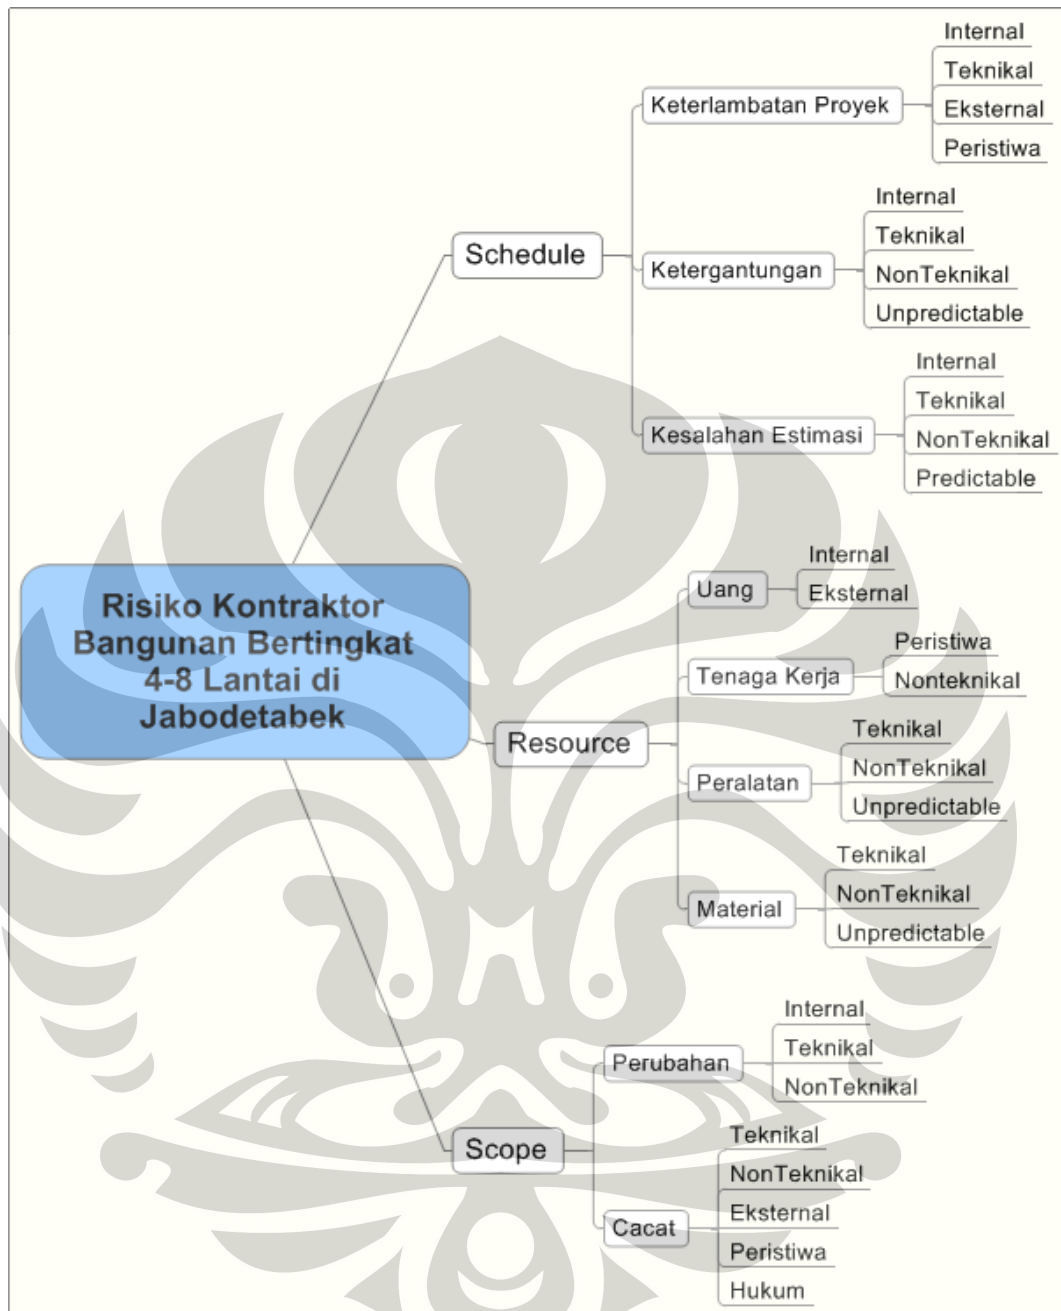 Risiko Kontraktor
Bangunan Bertingkat
4-8 Lantai di
Jabodetabek
Schedule
Keterlambatan Proyek
Internal
Teknikal
Eksternal
Peristiwa
Ketergantungan
Internal
Teknikal
NonTeknikal
Unpredictable
Kesalahan Estimasi
Internal
Teknikal
NonTeknikal
Predictable
Resource
Uang
Internal
Eksternal
Tenaga Kerja
Peristiwa
Nonteknikal
Peralatan
Teknikal
NonTeknikal
Unpredictable
Material
Teknikal
NonTeknikal
Unpredictable
Scope
Perubahan
Internal
Teknikal
NonTeknikal
Cacat
Teknikal
NonTeknikal
Eksternal
Peristiwa
Hukum